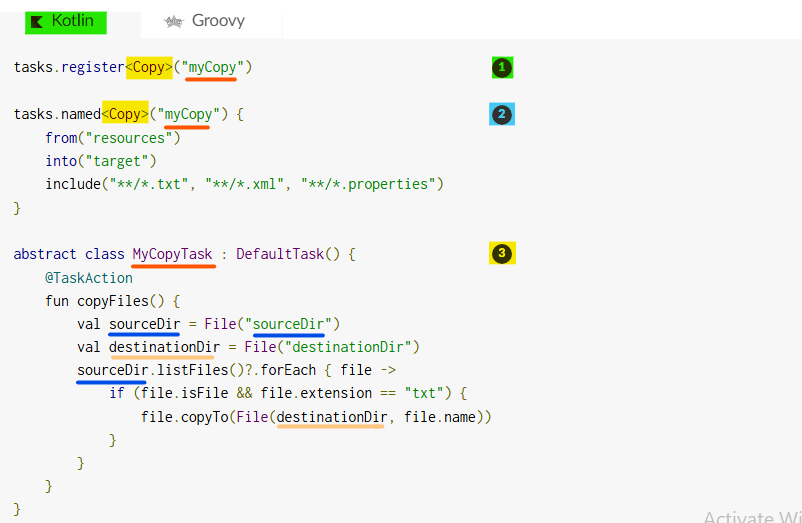 Kotlin Groovy
tasks.register<Copy>("myCopy") 1
tasks.named<Copy>("myCopy") { 2
    from("resources")
    into("target")
    include("**/*.txt", "**/*.xml", "**/*.properties")
}
abstract class MyCopyTask : DefaultTask() { 3
    @TaskAction
    fun copyFiles() {
        val sourceDir = File("sourceDir")
        val destinationDir = File("destinationDir")
        sourceDir.listFiles()?.forEach { file ->
            if (file.isFile && file.extension == "txt") {
                file.copyTo(File(destinationDir, file.name))
            }
        }
    }
}
Activate Wi